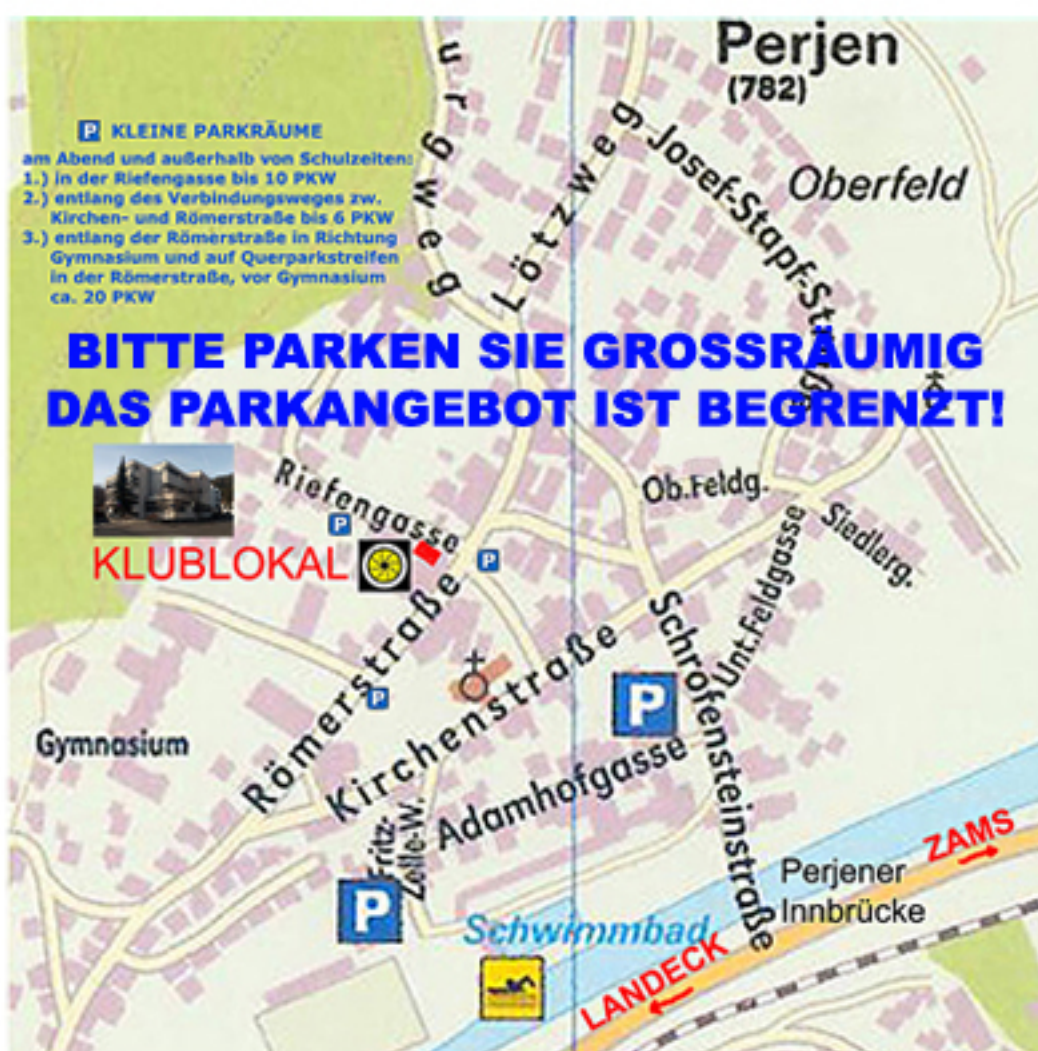 Perjen
(782)
urgweg
Lötzweg
Josef-Stapf-Straße
Oberfeld
P KLEINE PARKRÄUME
am Abend und außerhalb von Schulzeiten:
1.) in der Riefengasse bis 10 PKW
2.) entlang des Verbindungsweges zw.
Kirchen- und Römerstraße bis 6 PKW
3.) entlang der Römerstraße in Richtung
Gymnasium und auf Querparkstreifen
in der Römerstraße, vor Gymnasium
ca. 20 PKW
BITTE PARKEN SIE GROSSRÄUMIG
DAS PARKANGEBOT IST BEGRENZT!
Riefengasse
P
KLUBLOKAL
P
Ob.Feldg.
Siedlerg.
Unt.Feldgasse
Römerstraße
P
Kirchenstraße
Schrofensteinstraße
P
Gymnasium
Adamhofgasse
Fritz-
Zelle-W.
P
ZAMS
Perjener
Innbrücke
Schwimmbad
LANDECK